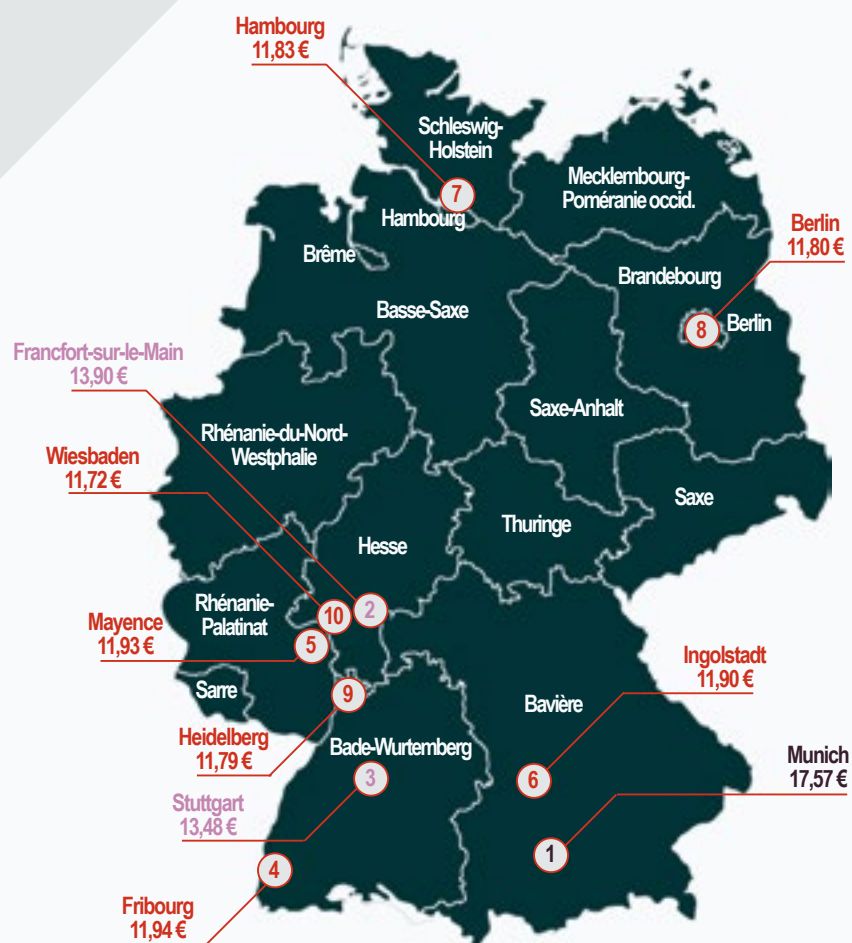 Hambourg
11,83 €
Schleswig-
Holstein
Mecklembourg-
Poméranie occid.
7
Hambourg
Berlin
11,80 €
Brême
Brandebourg
Basse-Saxe
8
Berlin
Francfort-sur-le-Main
13,90 €
Saxe-Anhalt
Rhénanie-du-Nord-
Westphalie
Wiesbaden
11,72 €
Saxe
Thuringe
Hesse
Rhénanie-
Palatinat
10
2
Mayence
11,93 €
5
Ingolstadt
11,90 €
Sarre
9
Bavière
Heidelberg
11,79 €
Bade-Wurtemberg
Munich
17,57 €
3
6
Stuttgart
13,48 €
1
4
Fribourg
11,94 €